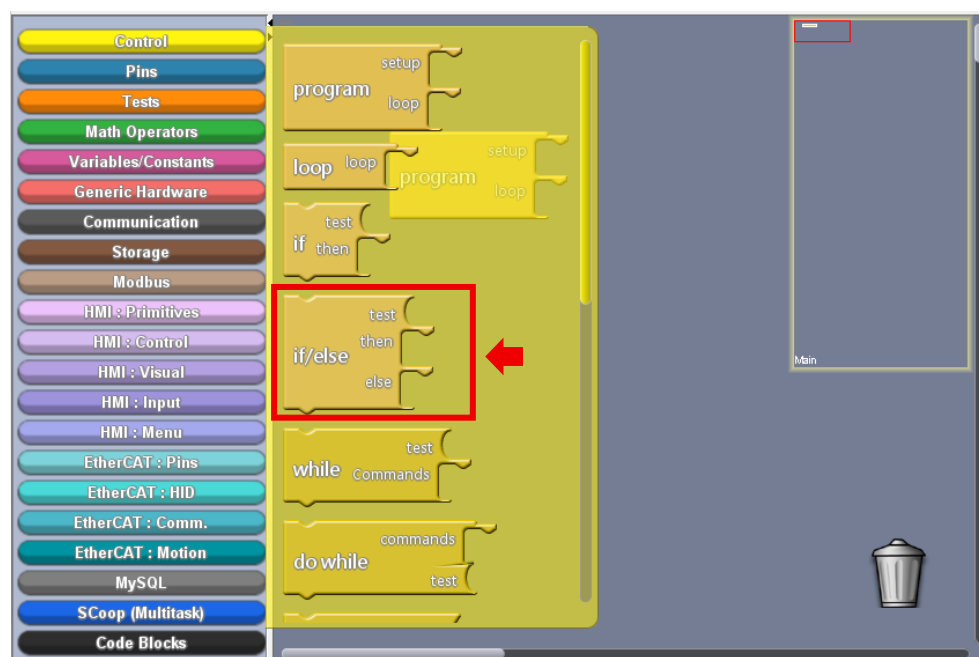 Control
Pins
Tests
Math Operators
Variables/Constants
Generic Hardware
Communication
Storage
Modbus
HMI : Primitives
HMI : Control
HMI : Visual
HMI : Input
HMI : Menu
EtherCAT : Pins
EtherCAT : HID
EtherCAT : Comm.
EtherCAT : Motion
MySQL
SCoop (Multitask)
Code Blocks
setup
program
loop
loop loop
setup
program
loop
test
if then
test
then
if/else
else
test
while Commands
commands
do while
test
Main